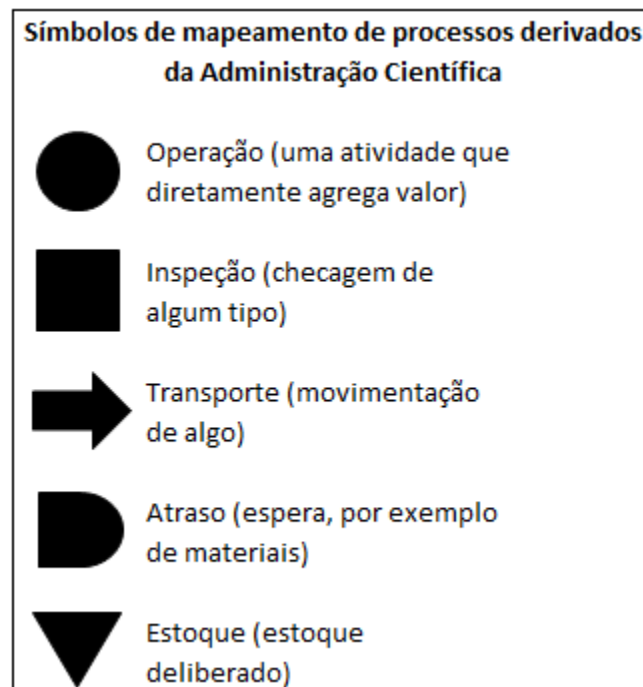 Símbolos de mapeamento de processos derivados
da Administração Científica
Operação (uma atividade que
diretamente agrega valor)
Inspeção (checagem de
algum tipo)
Transporte (movimentação
de algo)
Atraso (espera, por exemplo
de materiais)
Estoque (estoque
deliberado)